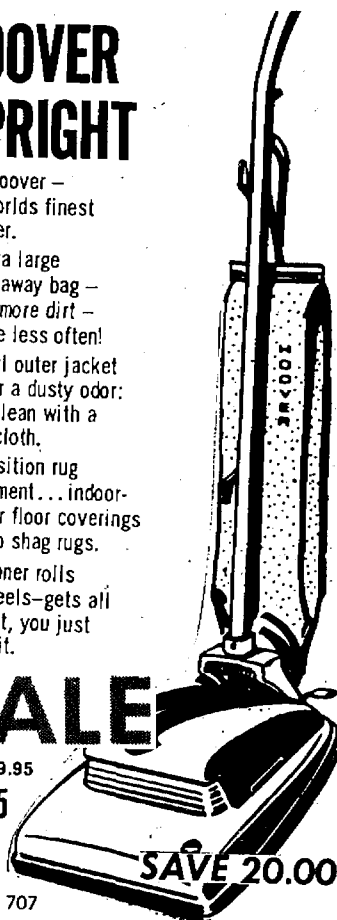 OOVER
PRIGHT
oover –
orlds finest
er.
a large
away bag –
more dirt –
e less often!
l outer jacket
r a dusty odor:
lean with a
cloth.
sition rug
ment...indoor-
r floor coverings
o shag rugs.
ner rolls
eels–gets all
t, you just
it.
HOOVER
ALE
9.95
5
SAVE 20.00
707